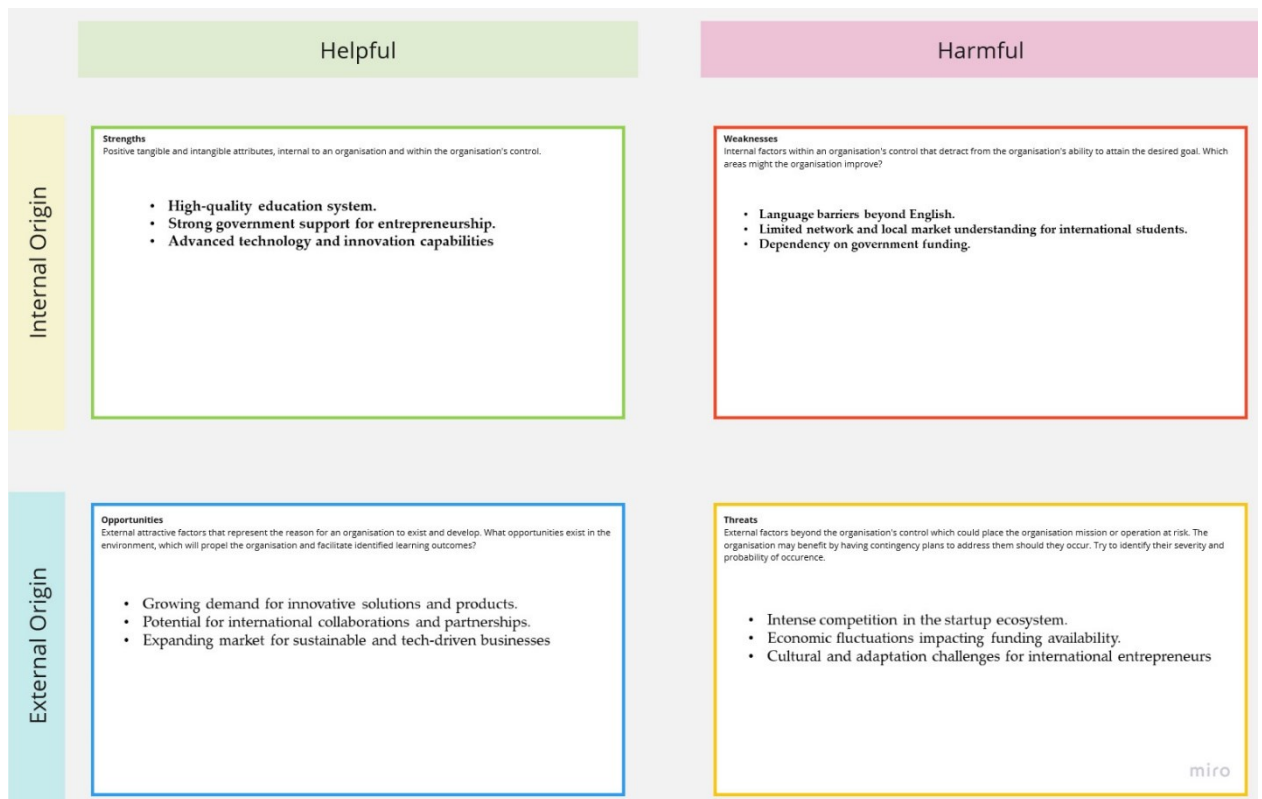 Helpful
Harmful
Internal Origin
Strengths
Positive tangible and intangible attributes, internal to an organisation and within the organisation's control.
• High-quality education system.
• Strong government support for entrepreneurship.
• Advanced technology and innovation capabilities
Weaknesses
Internal factors within an organisation's control that detract from the organisation's ability to attain the desired goal. Which
areas might the organisation improve?
• Language barriers beyond English.
• Limited network and local market understanding for international students.
• Dependency on government funding.
External Origin
Opportunities
External attractive factors that represent the reason for an organisation to exist and develop. What opportunities exist in the
environment, which will propel the organisation and facilitate identified learning outcomes?
• Growing demand for innovative solutions and products.
• Potential for international collaborations and partnerships.
• Expanding market for sustainable and tech-driven businesses
Threats
External factors beyond the organisation's control which could place the organisation mission or operation at risk. The
organisation may benefit by having contingency plans to address them should they occur. Try to identify their severity and
probability of occurence.
• Intense competition in the startup ecosystem.
• Economic fluctuations impacting funding availability.
• Cultural and adaptation challenges for international entrepreneurs
miro